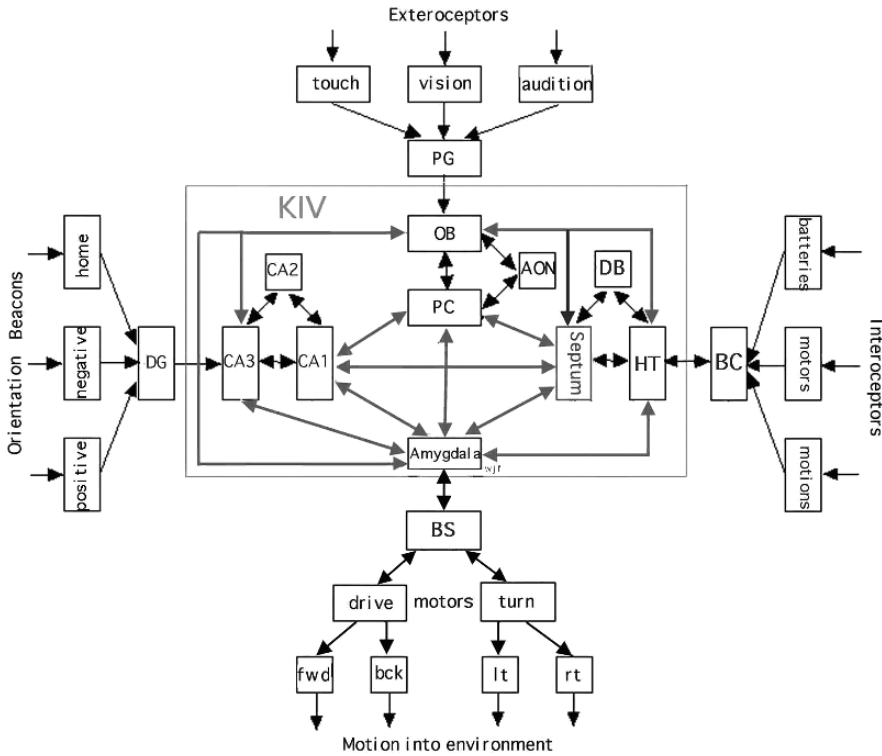 Exteroceptors
touch
vision
audition
PG
KIV
OB
CA2
AON
DB
PC
home
negative
positive
Orientation Beacons
DG
CA3
CA1
Septum
HT
BC
batteries
motors
motions
Interoceptors
Amygdala
wjf
BS
drive
motors
turn
fwd
bck
lt
rt
Motion into environment